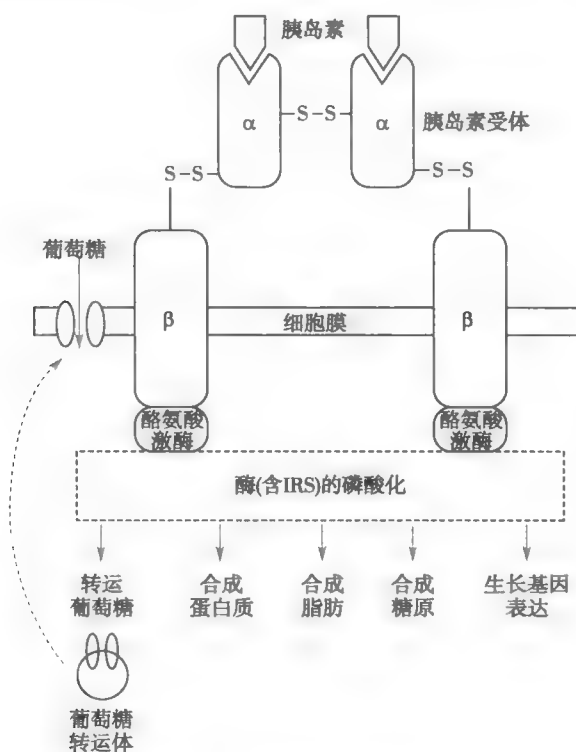 胰岛素
α
S-S
α
胰岛素受体
S-S
S-S
葡萄糖
β
细胞膜
β
酪氨酸
激酶
酪氨酸
激酶
酶(含IRS)的磷酸化
转运
葡萄糖
合成
蛋白质
合成
脂肪
合成
糖原
生长基因
表达
葡萄糖
转运体